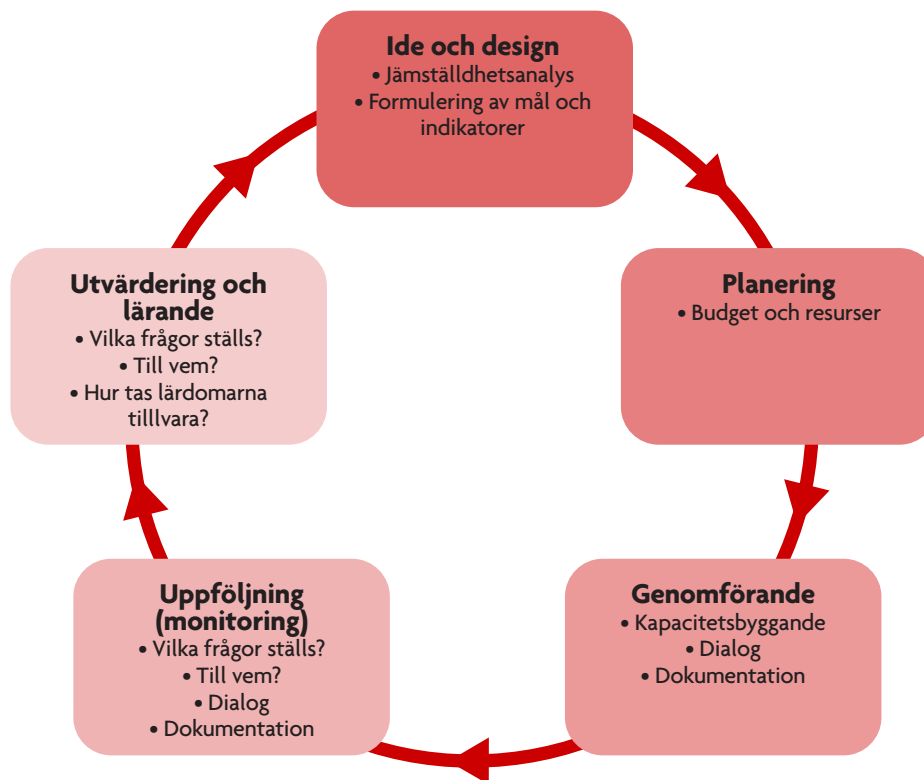 Ide och design
• Jämställdhetsanalys
• Formulering av mål och
indikatorer
Planering
• Budget och resurser
Genomförande
• Kapacitetsbyggande
• Dialog
• Dokumentation
Uppföljning
(monitoring)
• Vilka frågor ställs?
• Till vem?
• Dialog
• Dokumentation
Utvärdering och
lärande
• Vilka frågor ställs?
• Till vem?
• Hur tas lärdomarna
tilllvara?